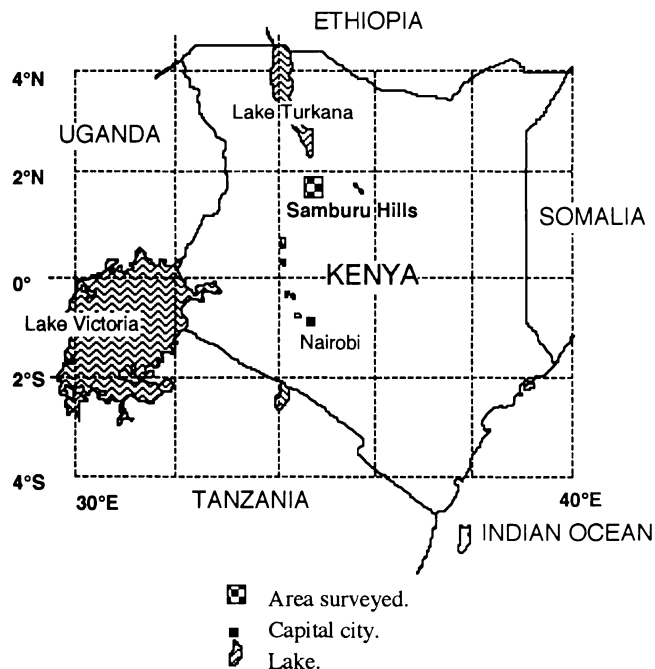 ETHIOPIA
4°N
Lake Turkana
UGANDA
2°N
Samburu Hills
SOMALIA
0°
KENYA
Lake Victoria
Nairobi
2°S
4°S
30°E
TANZANIA
40°E
INDIAN OCEAN
Area surveyed.
Capital city.
Lake.